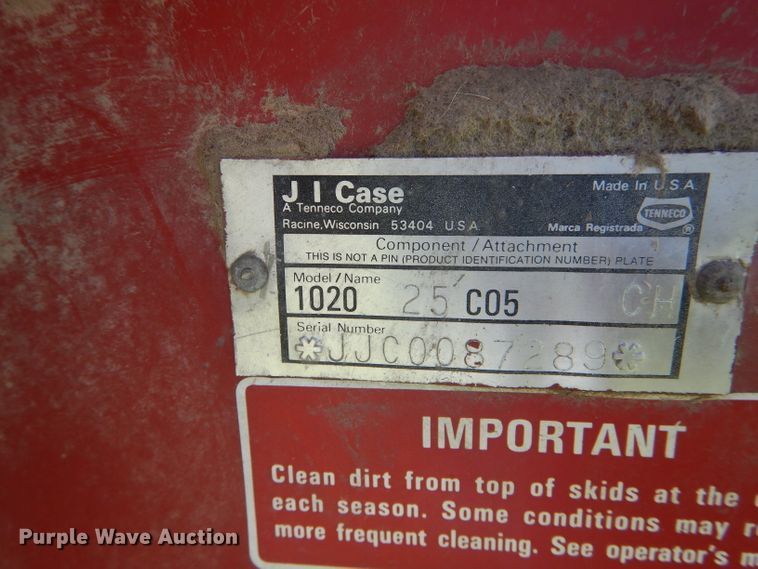 J I Case
A Tenneco Company
Racine, Wisconsin 53404 U.S.A.
Made In U.S.A.
TENNECO
Marca Registrada ®
Component / Attachment
THIS IS NOT A PIN (PRODUCT IDENTIFICATION NUMBER) PLATE
Model / Name
1020 25' C05 CH
Serial Number
*JJC0087289*
IMPORTANT
Clean dirt from top of skids at the
each season. Some conditions may
more frequent cleaning. See operator's
Purple Wave Auction